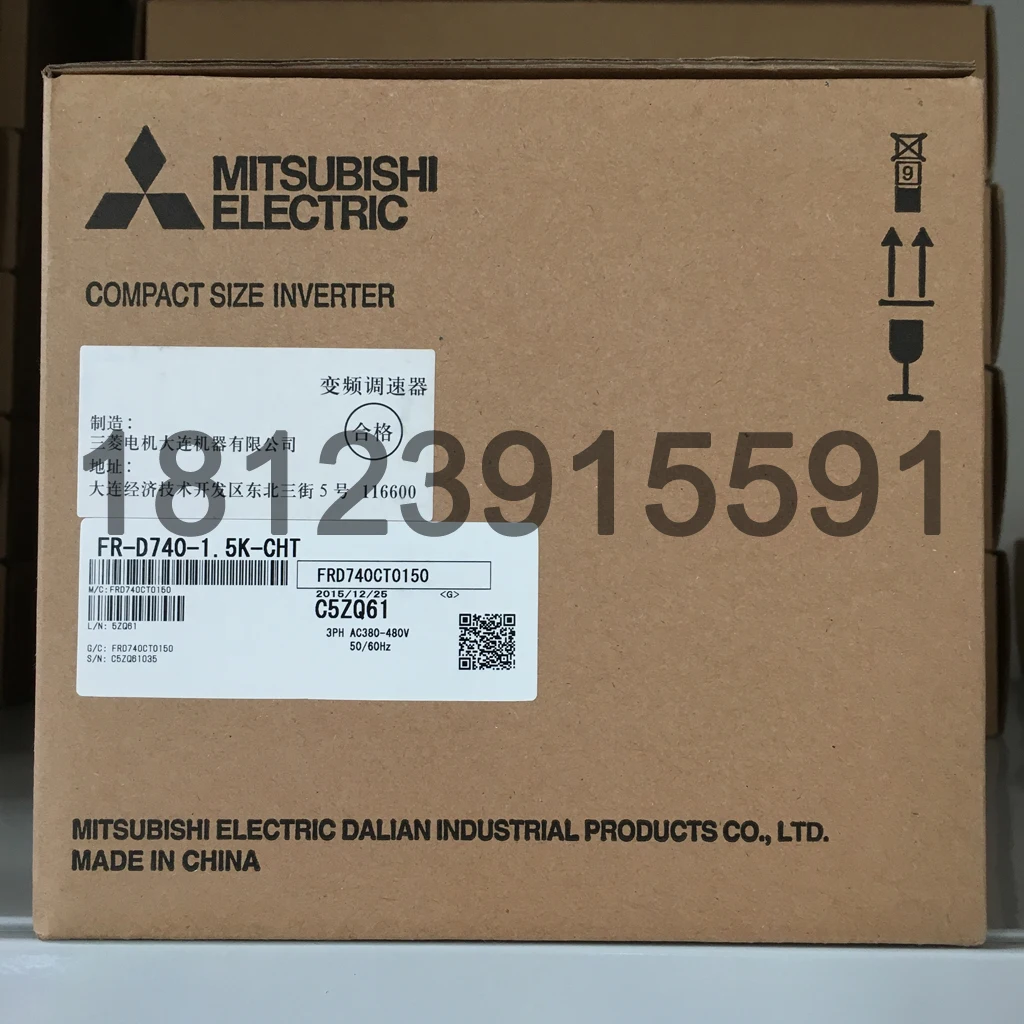 MITSUBISHI
ELECTRIC
9
COMPACT SIZE INVERTER
变频调速器
制造：
合格
三菱电机大连机器有限公司
地址：
大连经济技术开发区东北三街5号 116600
18123915591
FR-D740-1.5K-CHT
FRD740CT0150
M/C:FRD740CT0150
2015/12/25 <G>
C5ZQ61
L/N: 5ZQ61
3PH AC380-480V
50/60Hz
G/C: FRD740CT0150
S/N: C5ZQ61035
MITSUBISHI ELECTRIC DALIAN INDUSTRIAL PRODUCTS CO., LTD.
MADE IN CHINA